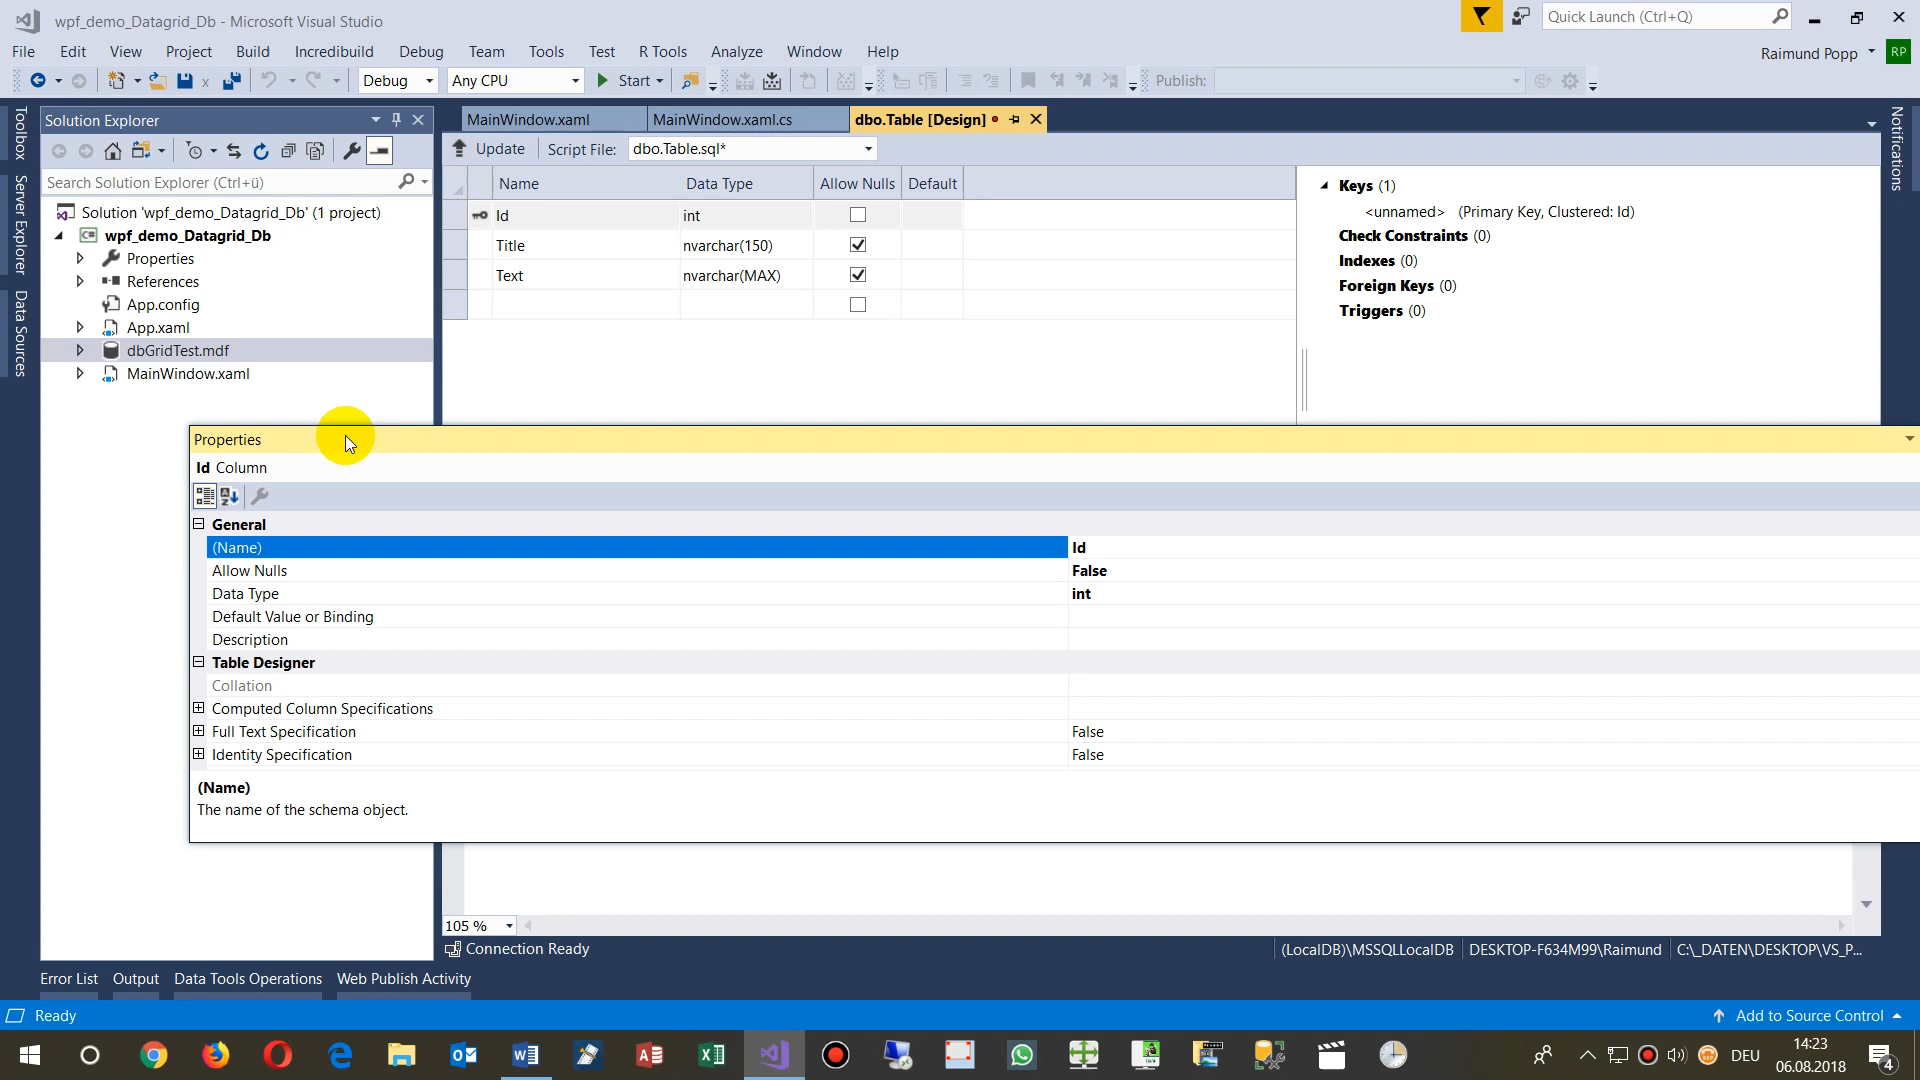 wpf_demo_Datagrid_Db - Microsoft Visual Studio
Quick Launch (Ctrl+Q)
File Edit View Project Build Incredibuild Debug Team Tools Test R Tools Analyze Window Help
Raimund Popp RP
Debug Any CPU Start Publish:
Toolbox
Server Explorer
Data Sources
Solution Explorer
Search Solution Explorer (Ctrl+ü)
Solution 'wpf_demo_Datagrid_Db' (1 project)
wpf_demo_Datagrid_Db
Properties
References
App.config
App.xaml
dbGridTest.mdf
MainWindow.xaml
MainWindow.xaml MainWindow.xaml.cs dbo.Table [Design]
Update Script File: dbo.Table.sql*
Name Data Type Allow Nulls Default
Id int
Title nvarchar(150)
Text nvarchar(MAX)
Keys (1)
<unnamed> (Primary Key, Clustered: Id)
Check Constraints (0)
Indexes (0)
Foreign Keys (0)
Triggers (0)
Notifications
Properties
Id Column
General
(Name) Id
Allow Nulls False
Data Type int
Default Value or Binding
Description
Table Designer
Collation
Computed Column Specifications
Full Text Specification False
Identity Specification False
(Name)
The name of the schema object.
105 %
Connection Ready (LocalDB)\MSSQLLocalDB DESKTOP-F634M99\Raimund C:\_DATEN\DESKTOP\VS_P...
Error List Output Data Tools Operations Web Publish Activity
Ready Add to Source Control
DEU
14:23
06.08.2018
4